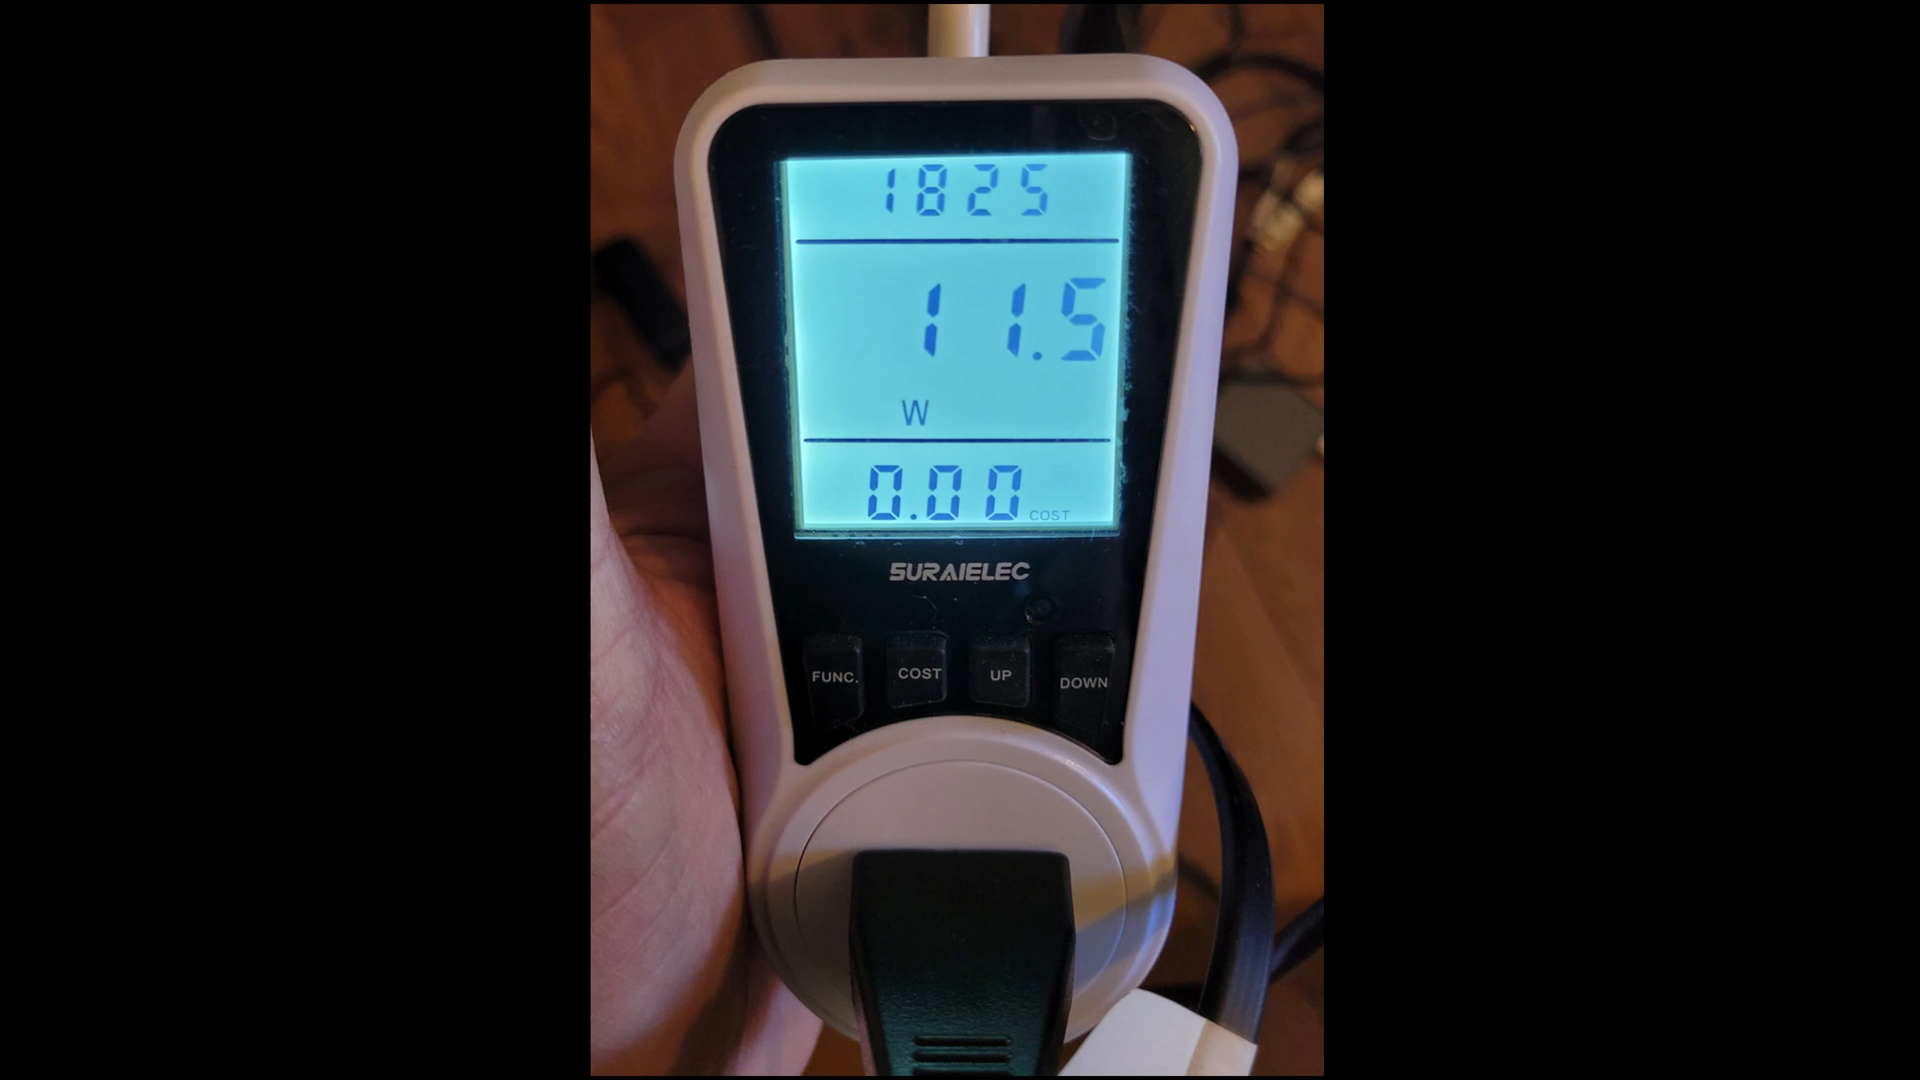 1825
11.5
W
0.00 COST
SURAIELEC
FUNC. COST UP DOWN